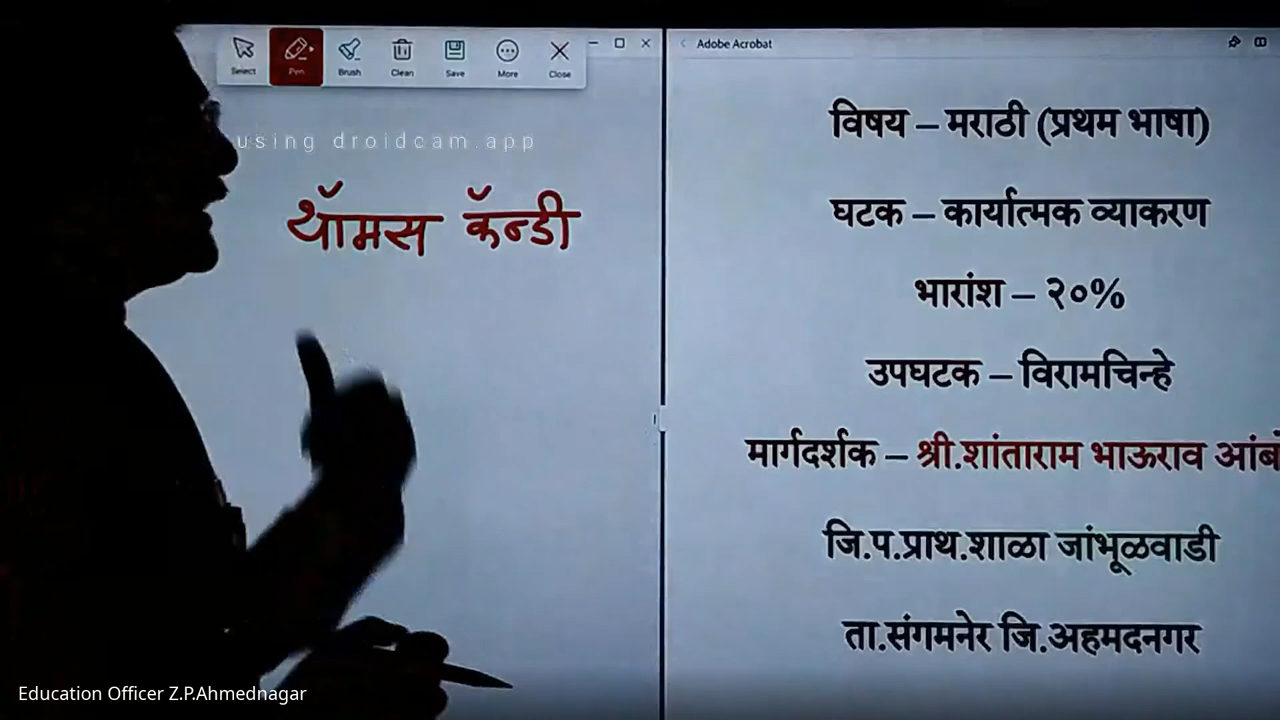 Select Pen Brush Clean Save More Close
Adobe Acrobat
using droidcam.app
थॉमस कॅन्डी
विषय – मराठी (प्रथम भाषा)
घटक – कार्यात्मक व्याकरण
भारांश – २०%
उपघटक – विरामचिन्हे
मार्गदर्शक – श्री.शांताराम भाऊराव
जि.प.प्राथ.शाळा जांभूळवाडी
ता.संगमनेर जि.अहमदनगर
Education Officer Z.P.Ahmednagar